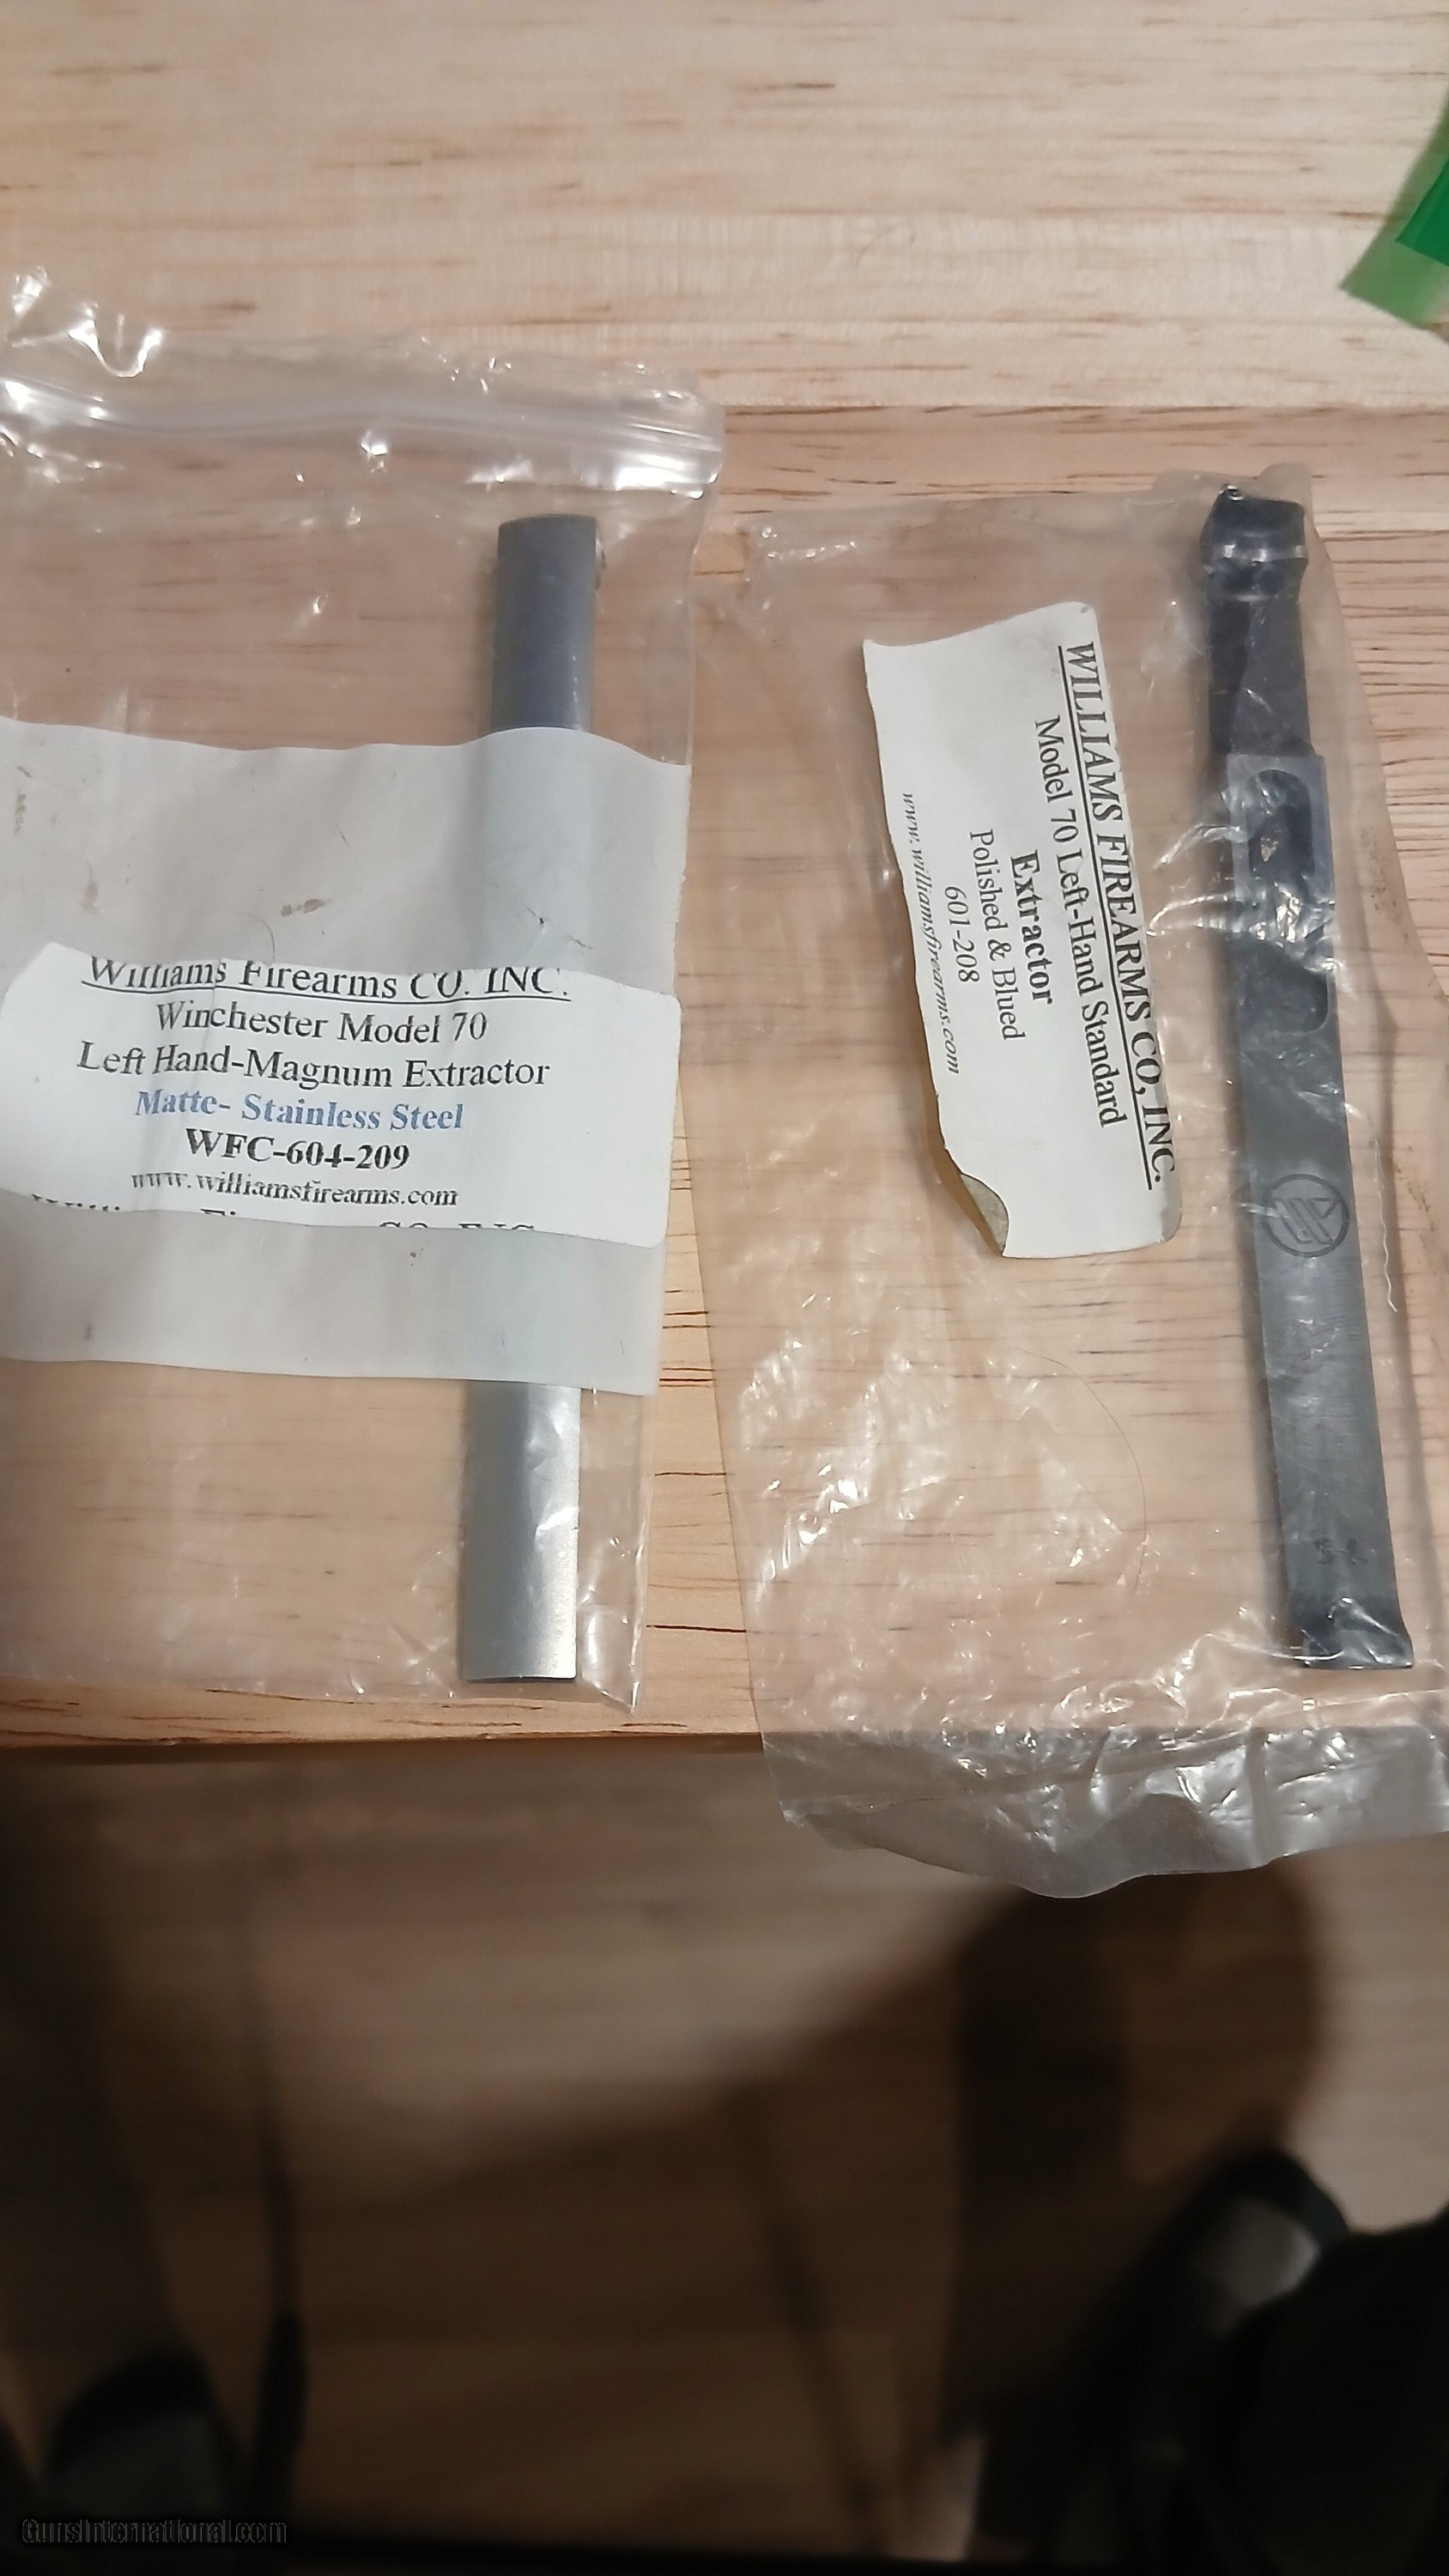 Williams Firearms CO. INC.
Winchester Model 70
Left Hand-Magnum Extractor
Matte- Stainless Steel
WFC-604-209
www.williamsfirearms.com
WILLIAMS FIREARMS CO, INC.
Model 70 Left-Hand Standard
Extractor
Polished & Blued
601-208
www.williamsfirearms.com
GunsInternational.com